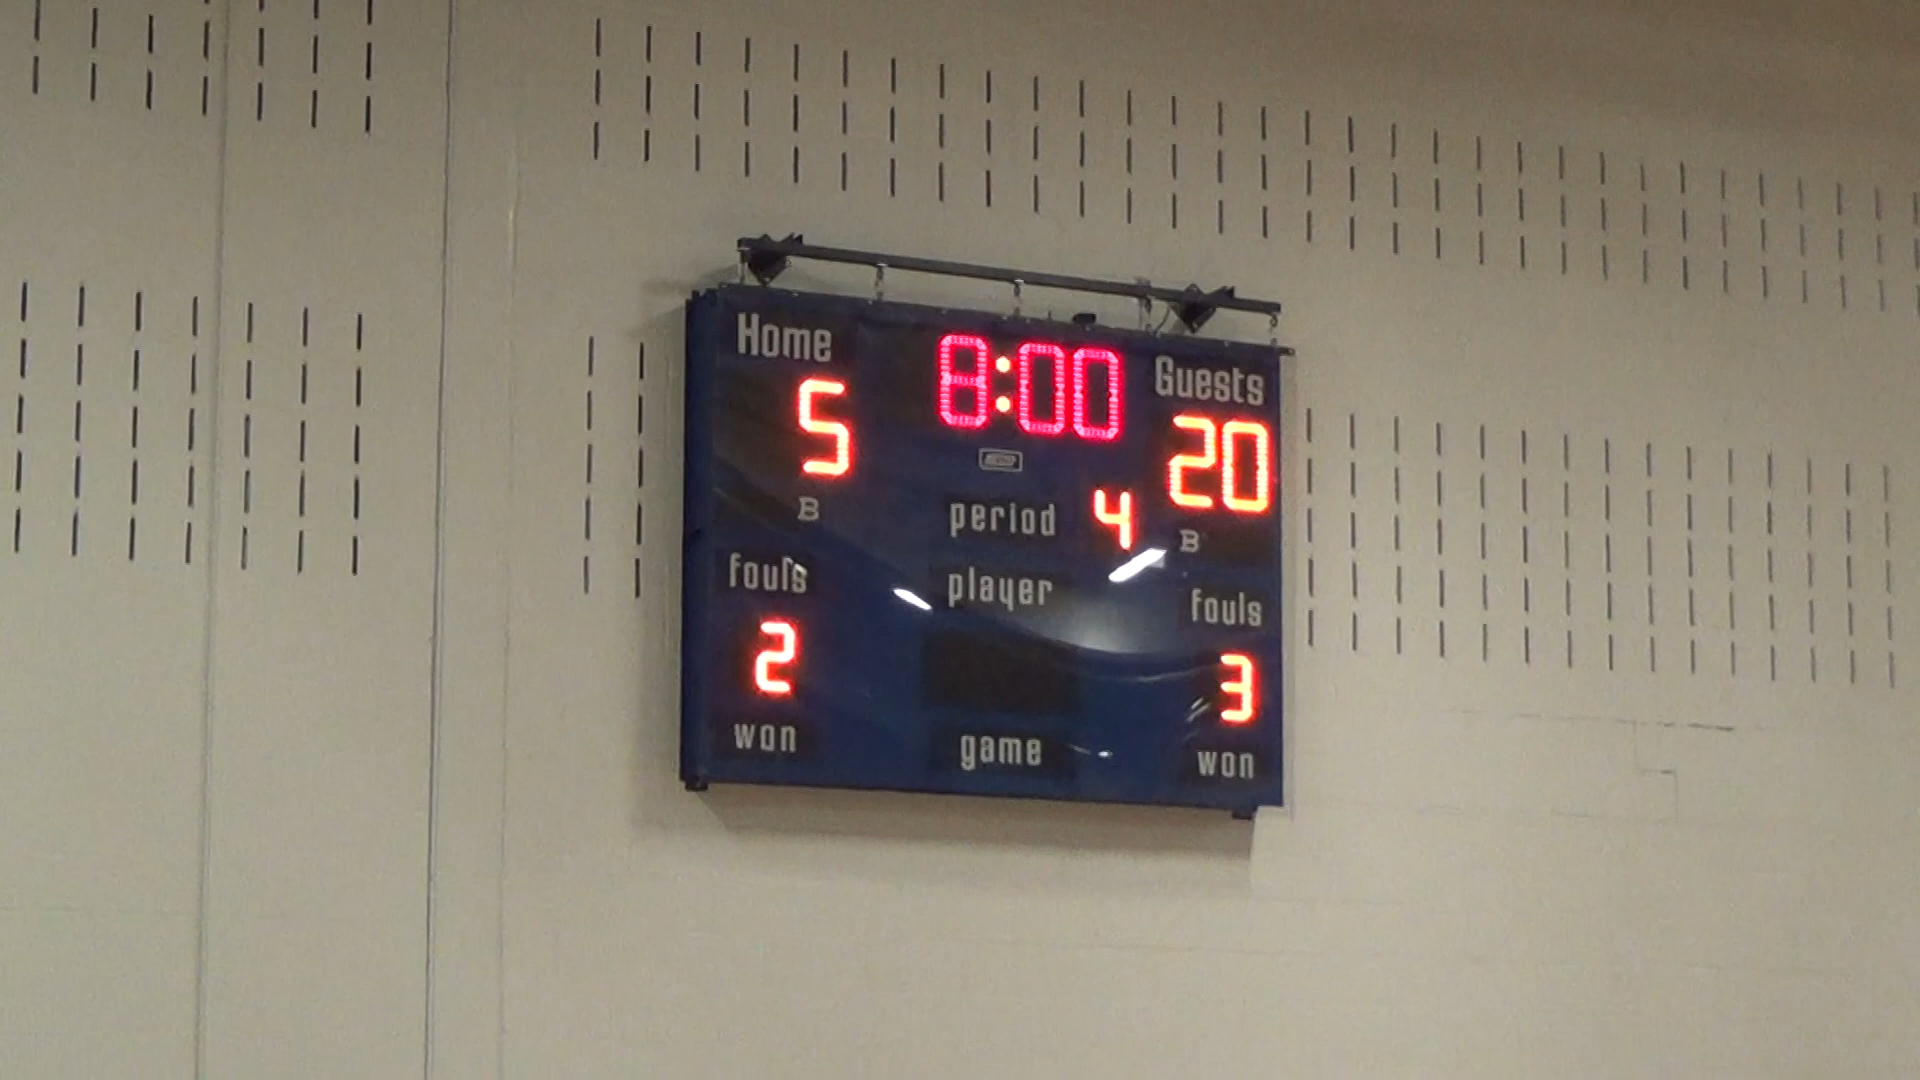 Home
8:00
Guests
5
20
period 4
B
B
fouls
player
fouls
2
3
won
game
won